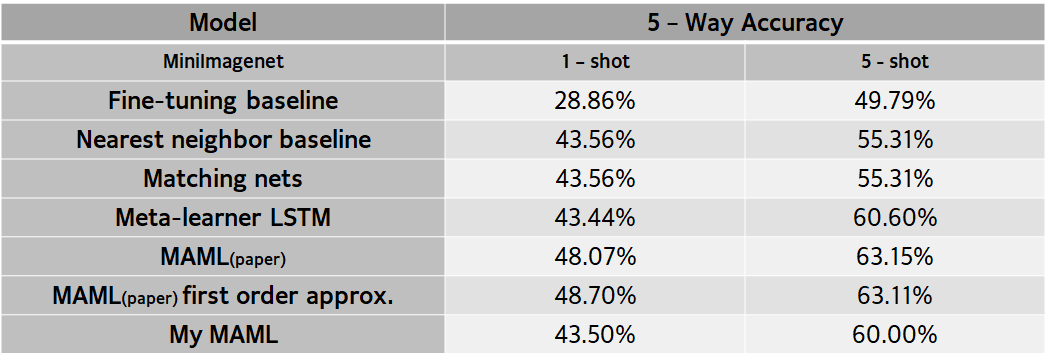 Model 5 – Way Accuracy
MiniImagenet 1 – shot 5 - shot
Fine-tuning baseline 28.86% 49.79%
Nearest neighbor baseline 43.56% 55.31%
Matching nets 43.56% 55.31%
Meta-learner LSTM 43.44% 60.60%
MAML(paper) 48.07% 63.15%
MAML(paper) first order approx. 48.70% 63.11%
My MAML 43.50% 60.00%